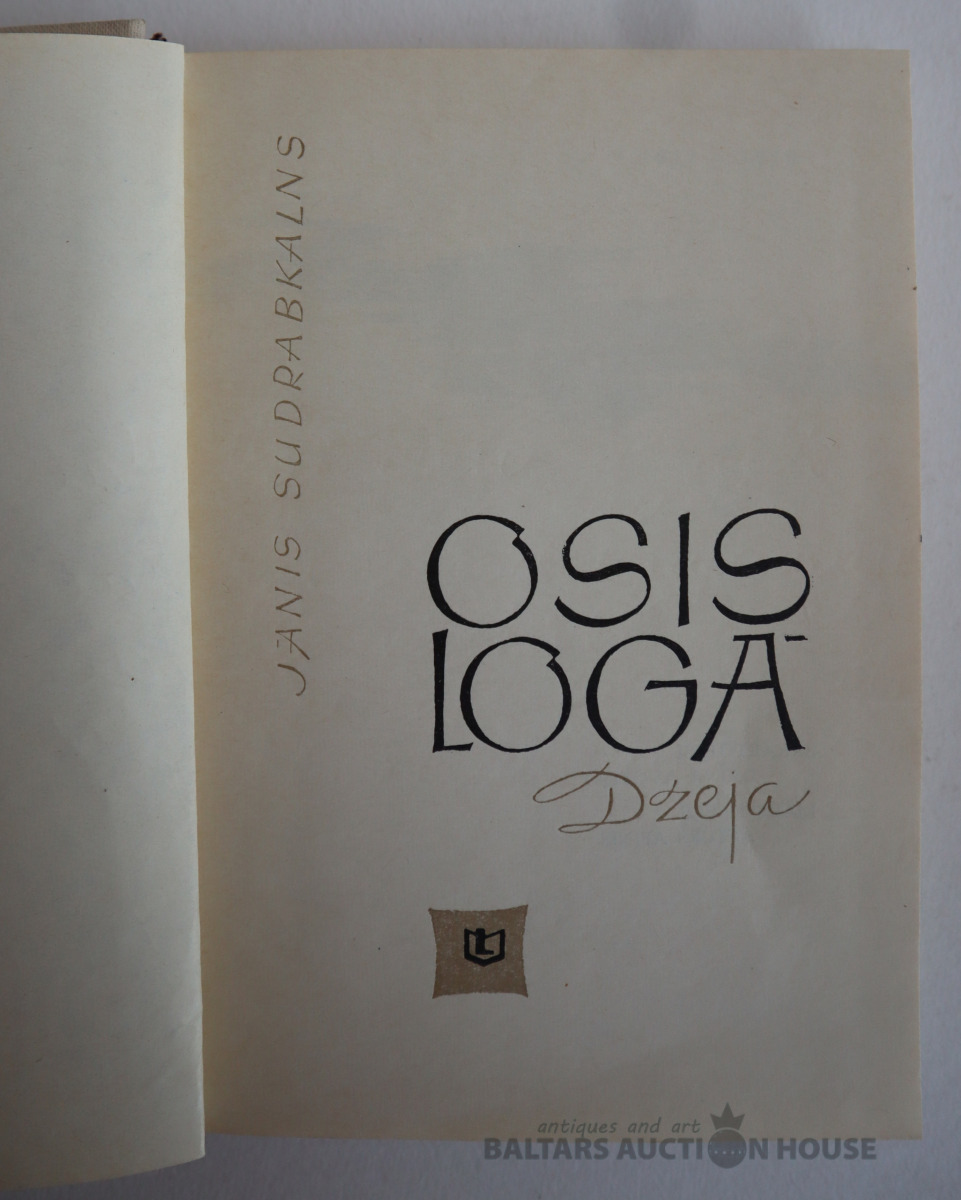 JĀNIS SUDRABKALNS
OSIS
LOGĀ
Dzeja
L
antiques and art
BALTARS AUCTION HOUSE